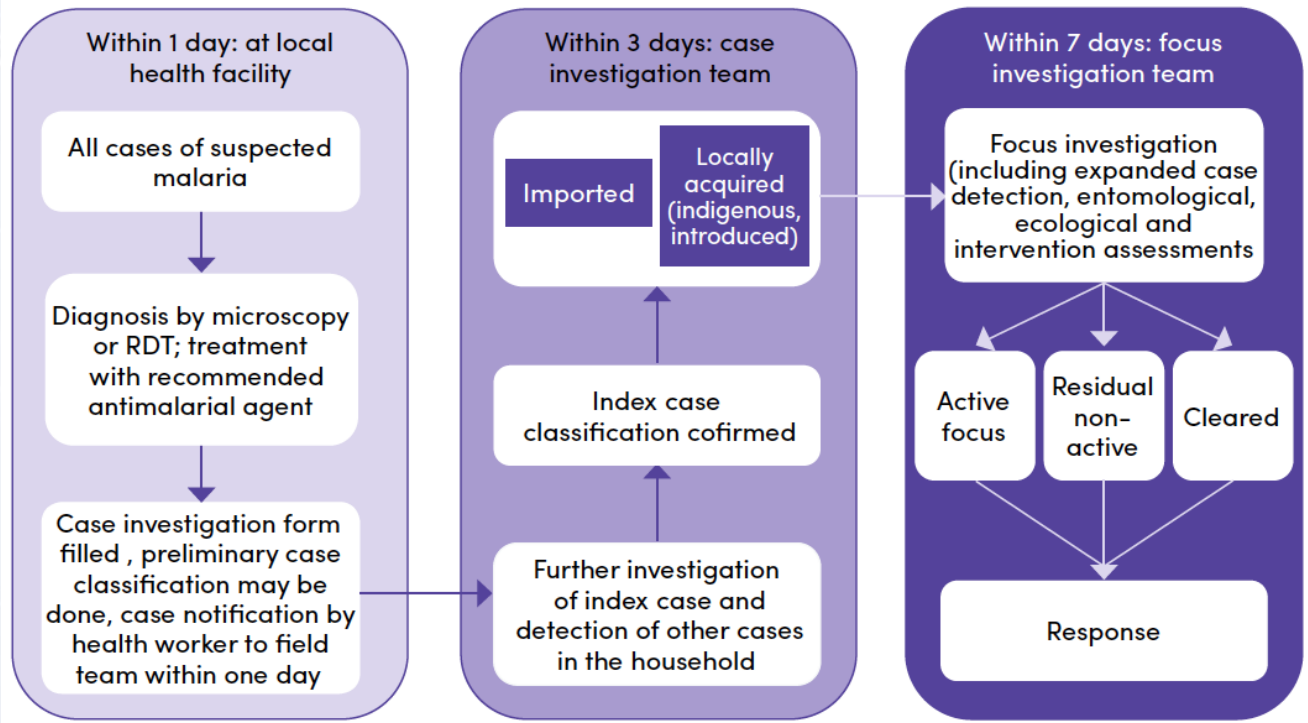 Within 1 day: at local
health facility
All cases of suspected
malaria
Diagnosis by microscopy
or RDT; treatment
with recommended
antimalarial agent
Case investigation form
filled , preliminary case
classification may be
done, case notification by
health worker to field
team within one day
Within 3 days: case
investigation team
Imported
Locally
acquired
(indigenous,
introduced)
Index case
classification cofirmed
Further investigation
of index case and
detection of other cases
in the household
Within 7 days: focus
investigation team
Focus investigation
(including expanded case
detection, entomological,
ecological and
intervention assessments
Active
focus
Residual
non-
active
Cleared
Response